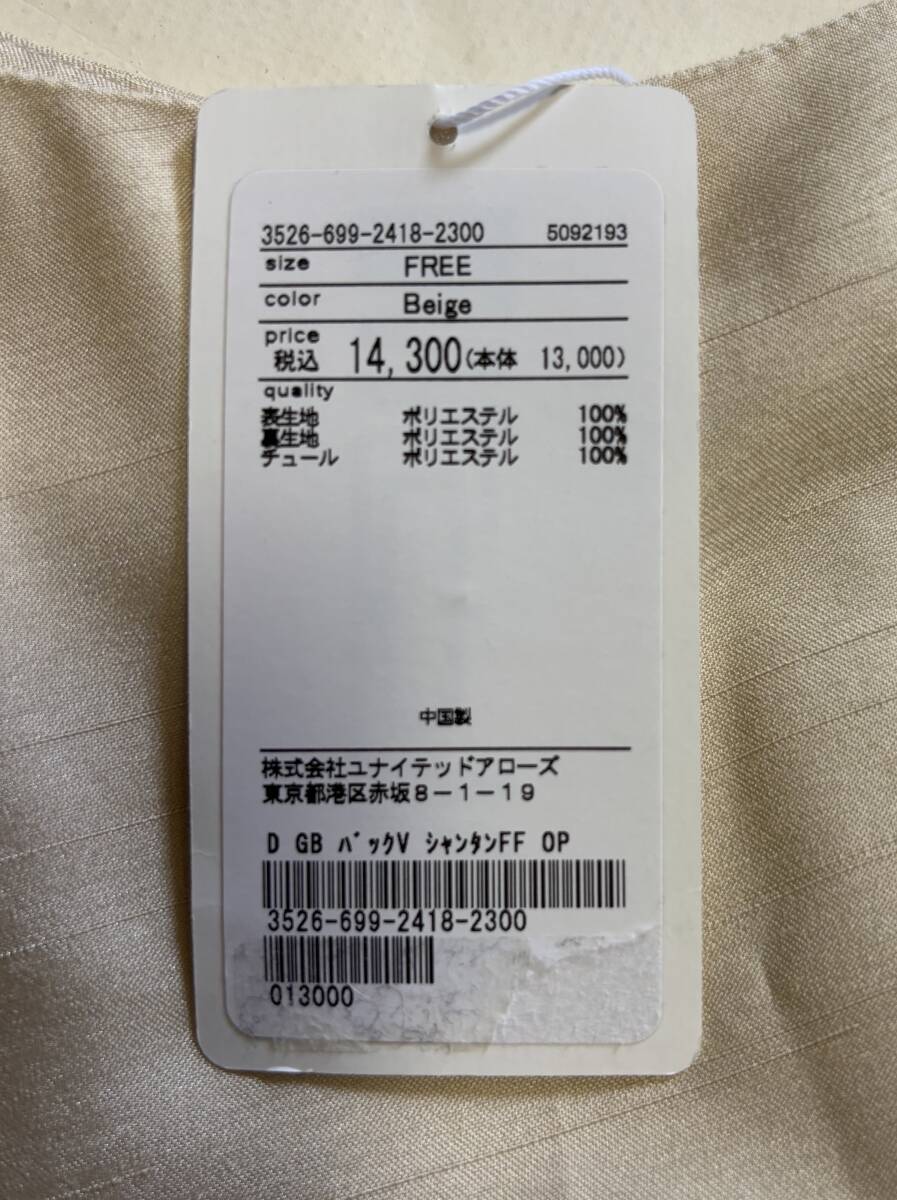 3526-699-2418-2300 5092193
size FREE
color Beige
price
税込 14,300(本体 13,000)
quality
表生地 ポリエステル 100%
裏生地 ポリエステル 100%
チュール ポリエステル 100%
中国製
株式会社ユナイテッドアローズ
東京都港区赤坂8-1-19
D GB バックV シャンタンFF OP
3526-699-2418-2300
013000